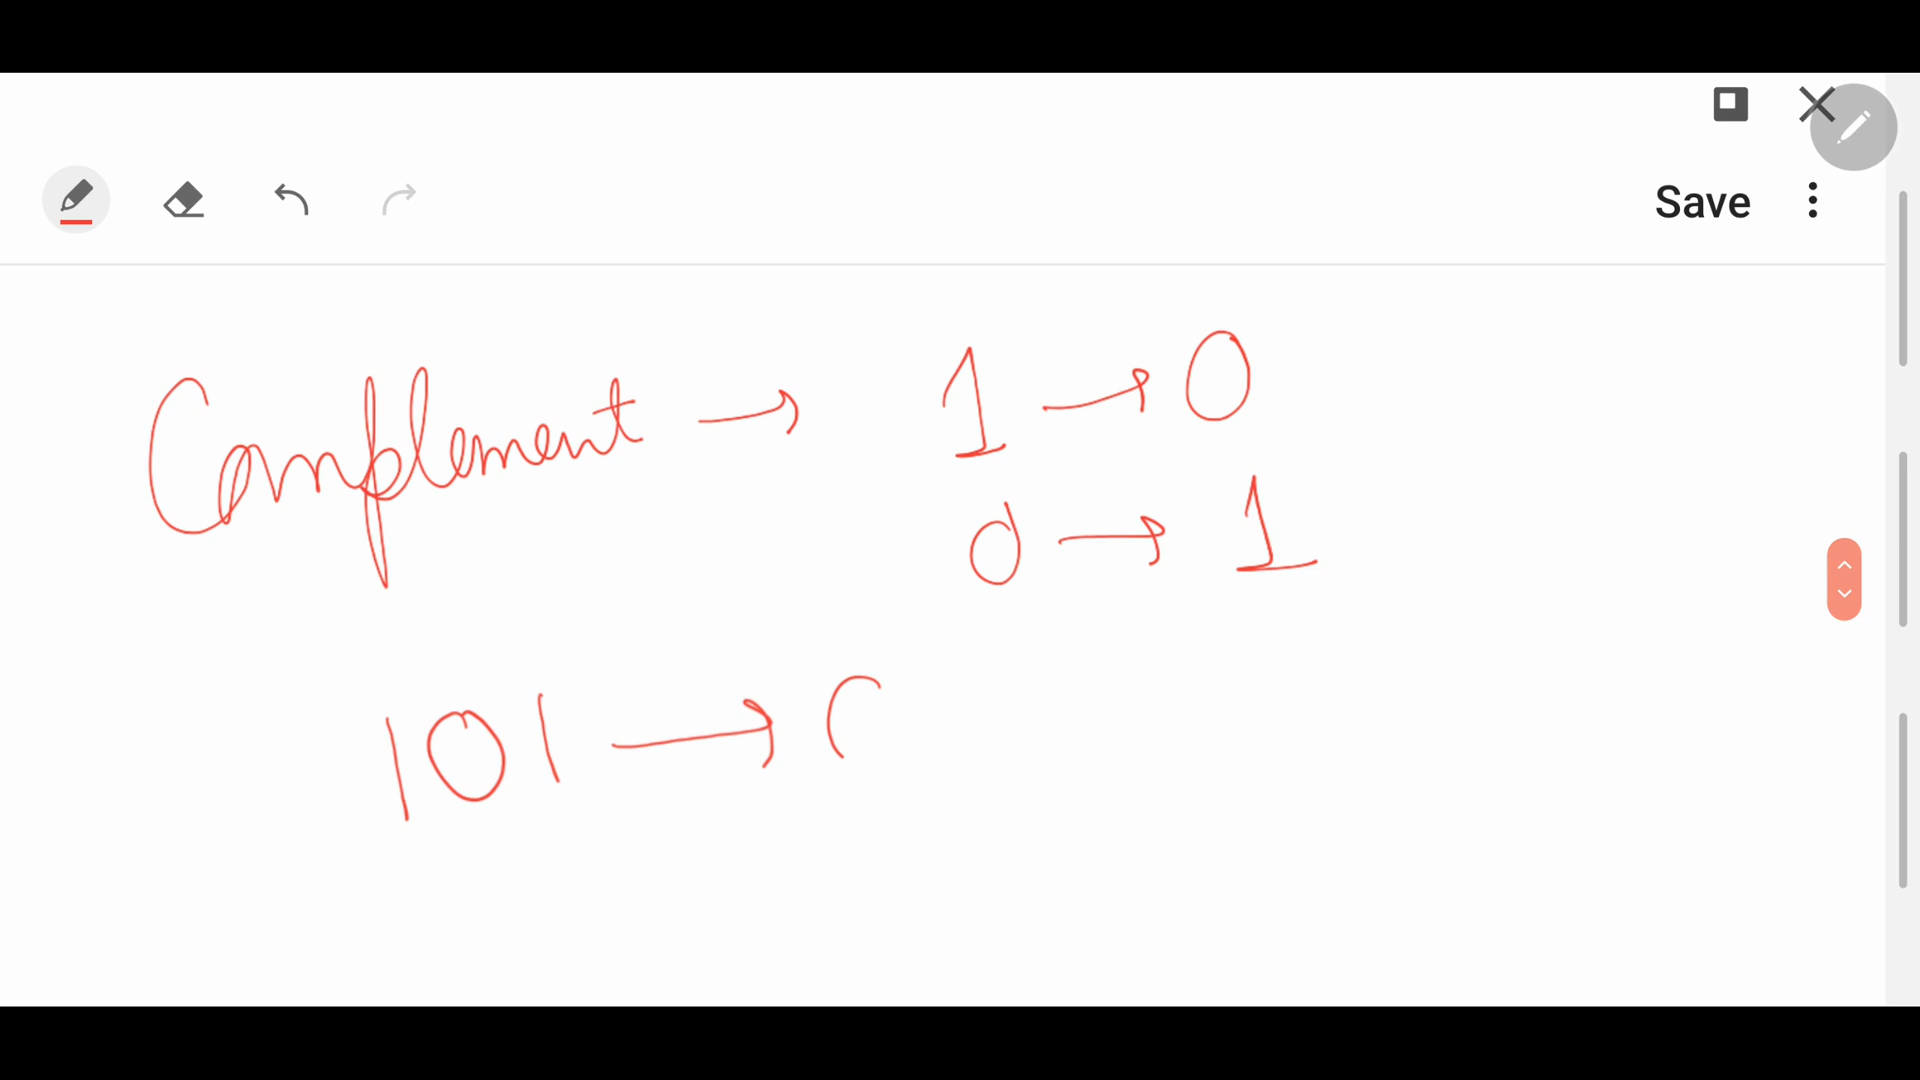 Save
Complement → 1 → 0
0 → 1
101 →